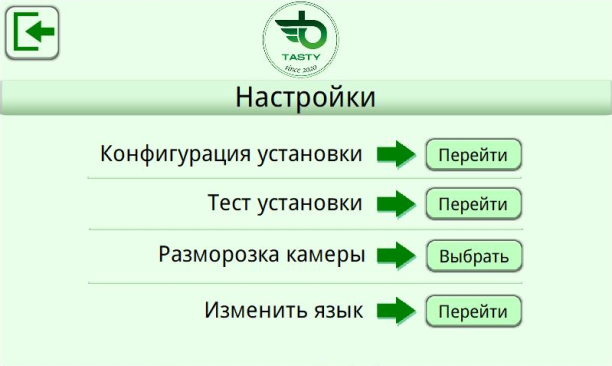 TASTY
since 2020
Настройки
Конфигурация установки Перейти
Тест установки Перейти
Разморозка камеры Выбрать
Изменить язык Перейти